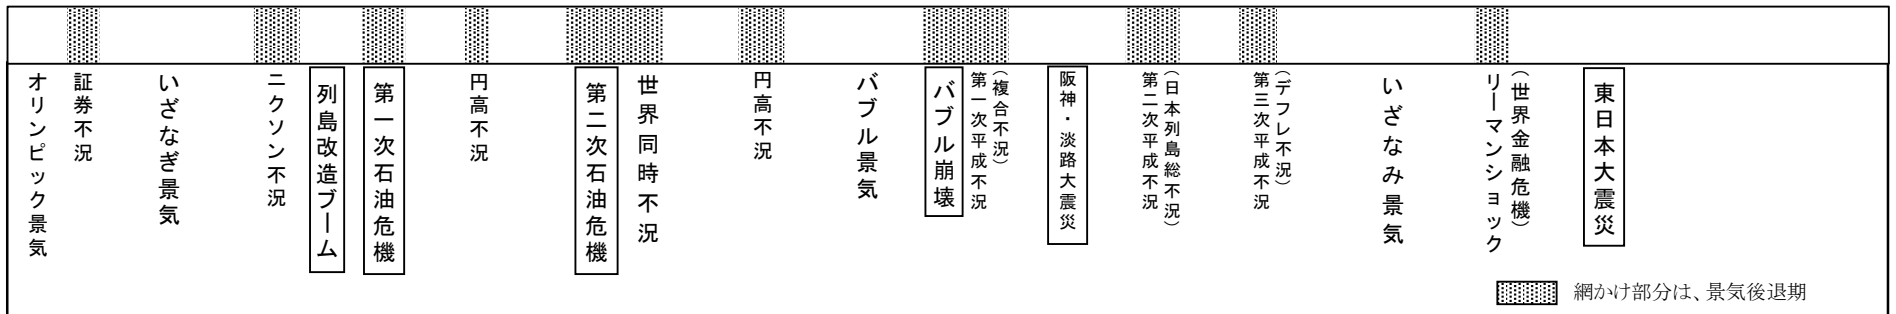 オリンピック景気
証券不況
いざなぎ景気
ニクソン不況
列島改造ブーム
第一次石油危機
円高不況
第二次石油危機
世界同時不況
円高不況
バブル景気
バブル崩壊
第一次平成不況
（複合不況）
阪神・淡路大震災
第二次平成不況
（日本列島総不況）
第三次平成不況
（デフレ不況）
いざなみ景気
リーマンショック
（世界金融危機）
東日本大震災
網かけ部分は、景気後退期